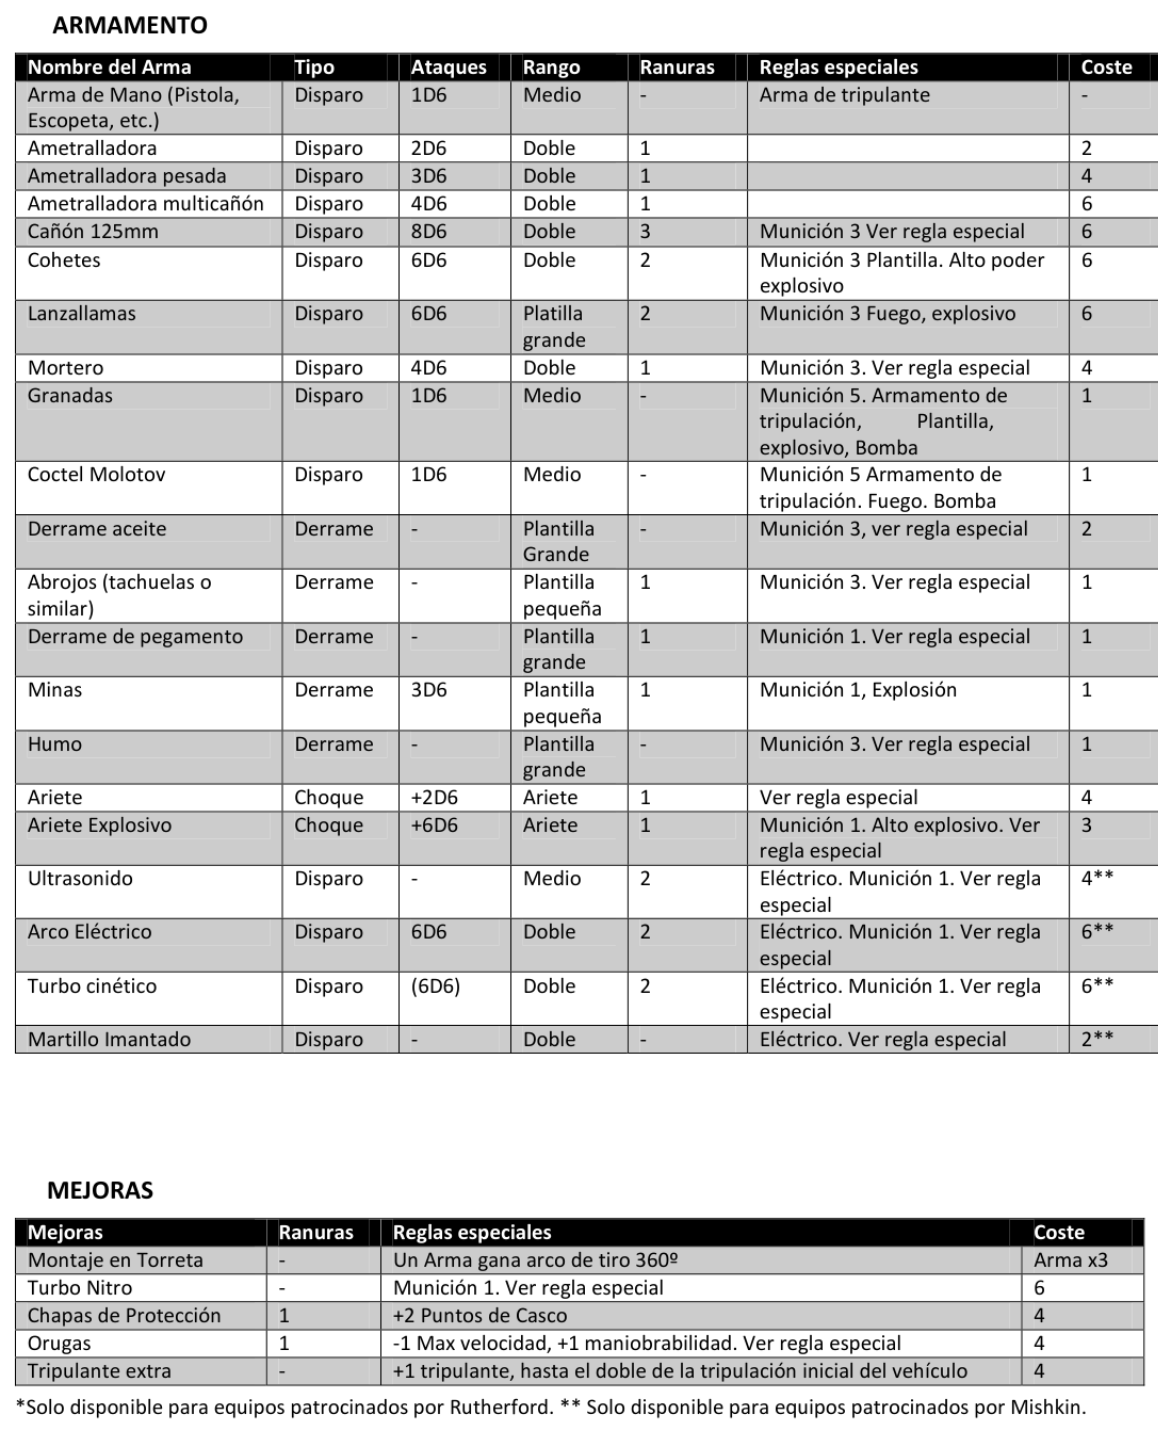 ARMAMENTO
Nombre del Arma Tipo Ataques Rango Ranuras Reglas especiales Coste
Arma de Mano (Pistola, Disparo 1D6 Medio - Arma de tripulante -
Escopeta, etc.)
Ametralladora Disparo 2D6 Doble 1 2
Ametralladora pesada Disparo 3D6 Doble 1 4
Ametralladora multicañón Disparo 4D6 Doble 1 6
Cañón 125mm Disparo 8D6 Doble 3 Munición 3 Ver regla especial 6
Cohetes Disparo 6D6 Doble 2 Munición 3 Plantilla. Alto poder 6
explosivo
Lanzallamas Disparo 6D6 Platilla 2 Munición 3 Fuego, explosivo 6
grande
Mortero Disparo 4D6 Doble 1 Munición 3. Ver regla especial 4
Granadas Disparo 1D6 Medio - Munición 5. Armamento de 1
tripulación, Plantilla,
explosivo, Bomba
Coctel Molotov Disparo 1D6 Medio - Munición 5 Armamento de 1
tripulación. Fuego. Bomba
Derrame aceite Derrame - Plantilla - Munición 3, ver regla especial 2
Grande
Abrojos (tachuelas o Derrame - Plantilla 1 Munición 3. Ver regla especial 1
similar) pequeña
Derrame de pegamento Derrame - Plantilla 1 Munición 1. Ver regla especial 1
grande
Minas Derrame 3D6 Plantilla 1 Munición 1, Explosión 1
pequeña
Humo Derrame - Plantilla - Munición 3. Ver regla especial 1
grande
Ariete Choque +2D6 Ariete 1 Ver regla especial 4
Ariete Explosivo Choque +6D6 Ariete 1 Munición 1. Alto explosivo. Ver 3
regla especial
Ultrasonido Disparo - Medio 2 Eléctrico. Munición 1. Ver regla 4**
especial
Arco Eléctrico Disparo 6D6 Doble 2 Eléctrico. Munición 1. Ver regla 6**
especial
Turbo cinético Disparo (6D6) Doble 2 Eléctrico. Munición 1. Ver regla 6**
especial
Martillo Imantado Disparo - Doble - Eléctrico. Ver regla especial 2**
MEJORAS
Mejoras Ranuras Reglas especiales Coste
Montaje en Torreta - Un Arma gana arco de tiro 360º Arma x3
Turbo Nitro - Munición 1. Ver regla especial 6
Chapas de Protección 1 +2 Puntos de Casco 4
Orugas 1 -1 Max velocidad, +1 maniobrabilidad. Ver regla especial 4
Tripulante extra - +1 tripulante, hasta el doble de la tripulación inicial del vehículo 4
*Solo disponible para equipos patrocinados por Rutherford. ** Solo disponible para equipos patrocinados por Mishkin.